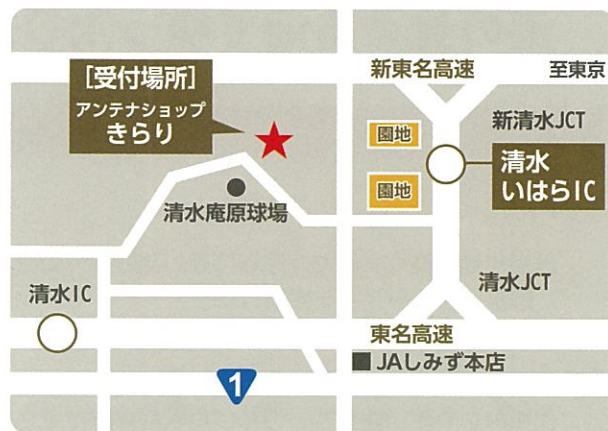 [受付場所]
アンテナショップ
きらり
新東名高速
至東京
園地
新清水JCT
清水
いはらIC
園地
清水庵原球場
清水IC
清水JCT
東名高速
JAしみず本店
1